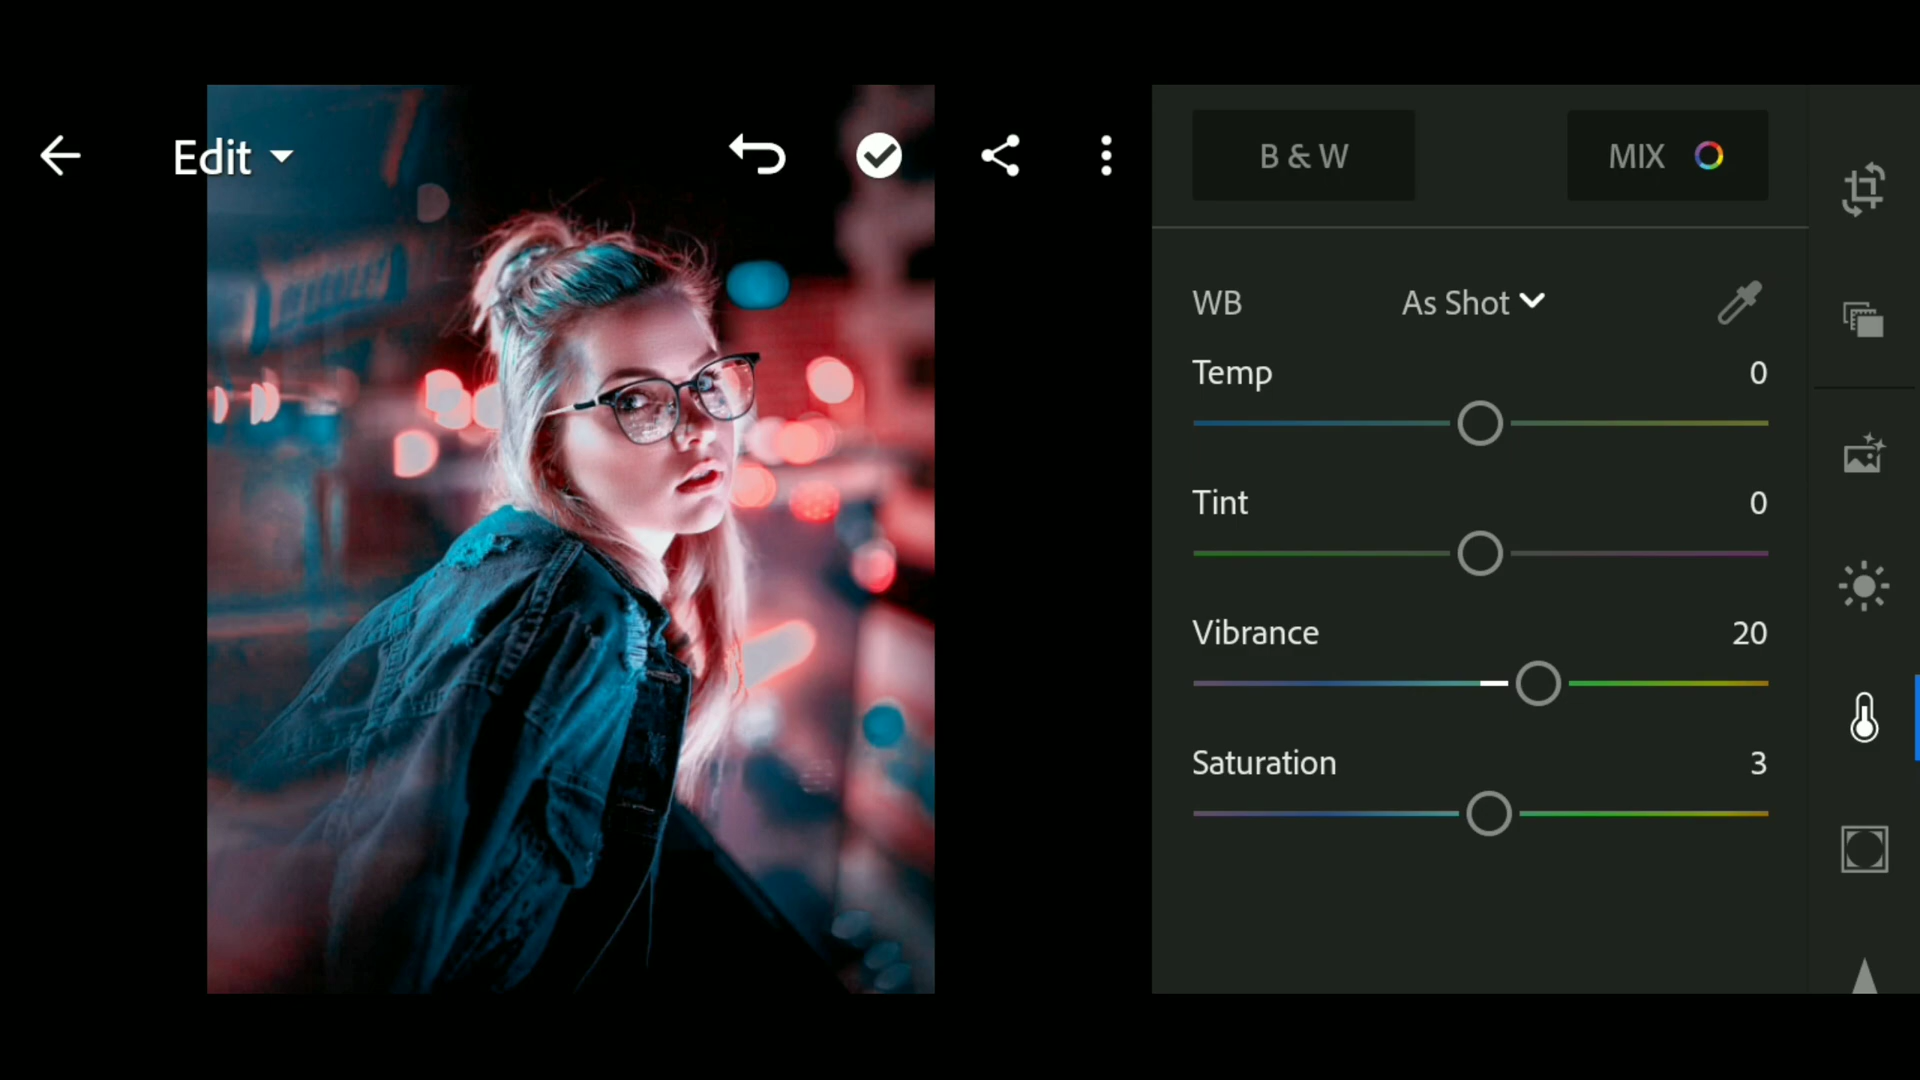 Edit
B & W
MIX
WB
As Shot
Temp
0
Tint
0
Vibrance
20
Saturation
3